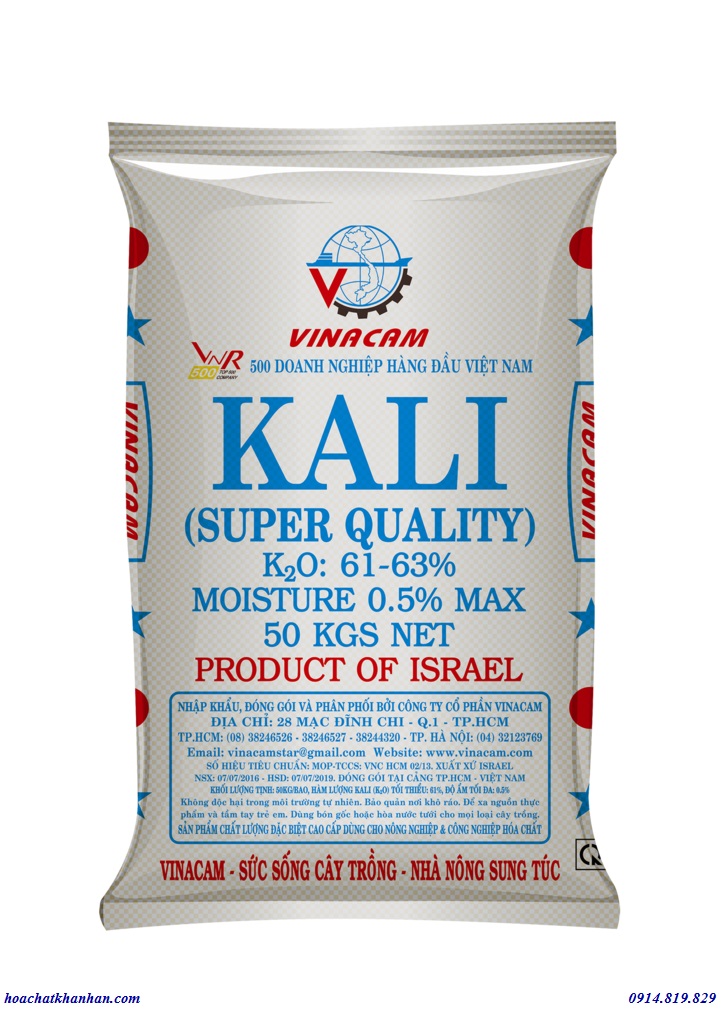 VINACAM
VNR
500 TOP 500
COMPANY
500 DOANH NGHIỆP HÀNG ĐẦU VIỆT NAM
KALI
(SUPER QUALITY)
K₂O: 61-63%
MOISTURE 0.5% MAX
50 KGS NET
PRODUCT OF ISRAEL
VINACAM
VINACAM
NHẬP KHẨU, ĐÓNG GÓI VÀ PHÂN PHỐI BỞI CÔNG TY CỔ PHẦN VINACAM
ĐỊA CHỈ: 28 MẠC ĐĨNH CHI - Q.1 - TP.HCM
TP.HCM: (08) 38246526 - 38246527 - 38244320 - TP. HÀ NỘI: (04) 32123769
Email: vinacamstar@gmail.com Website: www.vinacam.com
SỐ HIỆU TIÊU CHUẨN: MOP-TCCS: VNC HCM 02/13. XUẤT XỨ ISRAEL
NSX: 07/07/2016 - HSD: 07/07/2019. ĐÓNG GÓI TẠI CẢNG TP.HCM - VIỆT NAM
KHỐI LƯỢNG TỊNH: 50KG/BAO, HÀM LƯỢNG KALI (K₂O) TỐI THIỂU: 61%, ĐỘ ẨM TỐI ĐA: 0.5%
Không độc hại trong môi trường tự nhiên. Bảo quản nơi khô ráo. Để xa nguồn thực
phẩm và tầm tay trẻ em. Dùng bón gốc hoặc hòa nước tưới cho mọi loại cây trồng.
SẢN PHẨM CHẤT LƯỢNG ĐẶC BIỆT CAO CẤP DÙNG CHO NÔNG NGHIỆP & CÔNG NGHIỆP HÓA CHẤT
VINACAM - SỨC SỐNG CÂY TRỒNG - NHÀ NÔNG SUNG TÚC
hoachatkhanhan.com
0914.819.829